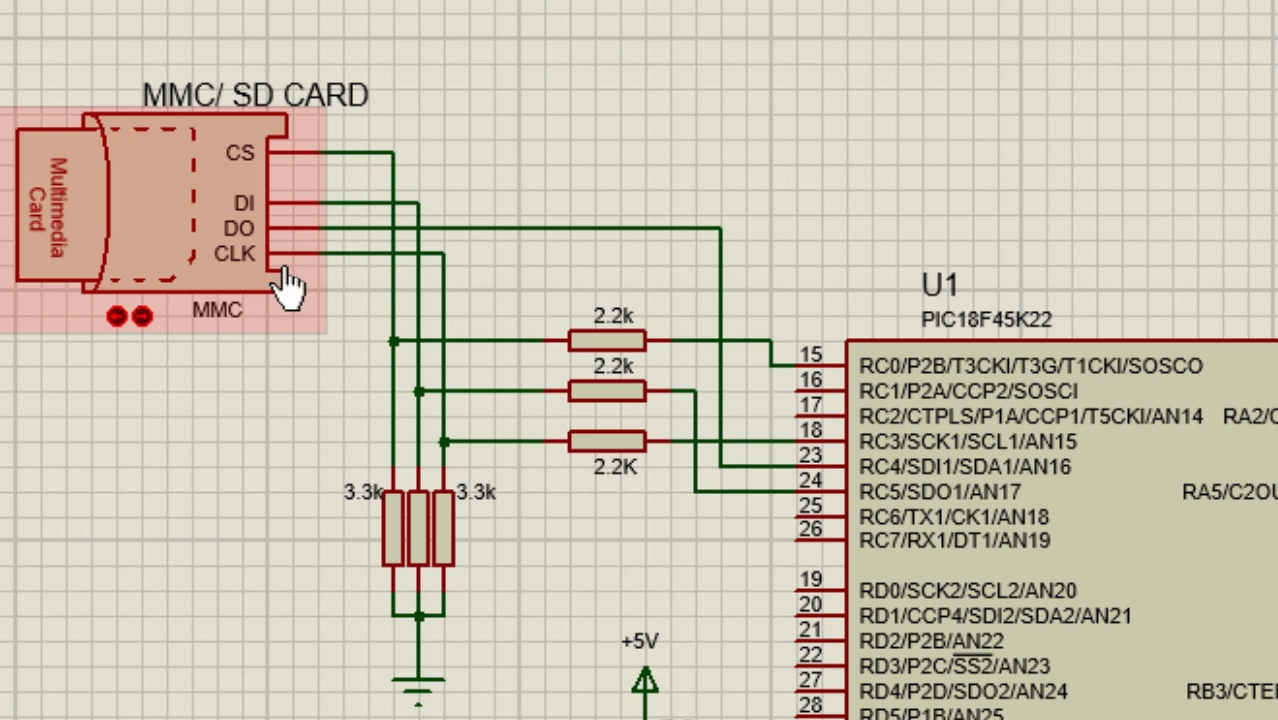 MMC/ SD CARD
Multimedia
Card
CS
DI
DO
CLK
MMC
2.2k
2.2k
2.2K
3.3k
3.3k
+5V
U1
PIC18F45K22
15 RC0/P2B/T3CKI/T3G/T1CKI/SOSCO
16 RC1/P2A/CCP2/SOSCI
17 RC2/CTPLS/P1A/CCP1/T5CKI/AN14 RA2/C
18 RC3/SCK1/SCL1/AN15
23 RC4/SDI1/SDA1/AN16
24 RC5/SDO1/AN17 RA5/C2OU
25 RC6/TX1/CK1/AN18
26 RC7/RX1/DT1/AN19
19 RD0/SCK2/SCL2/AN20
20 RD1/CCP4/SDI2/SDA2/AN21
21 RD2/P2B/AN22
22 RD3/P2C/SS2/AN23
27 RD4/P2D/SDO2/AN24 RB3/CTE
28 RD5/P1B/AN25